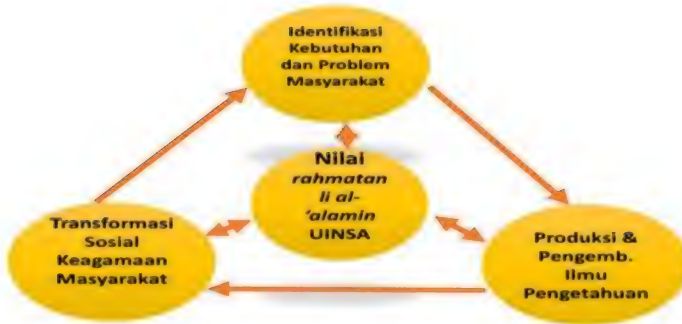 Identifikasi
Kebutuhan
dan Problem
Masyarakat
Nilai
rahmatan
li al-
'alamin
UINSA
Transformasi
Sosial
Keagamaan
Masyarakat
Produksi &
Pengemb.
Ilmu
Pengetahuan